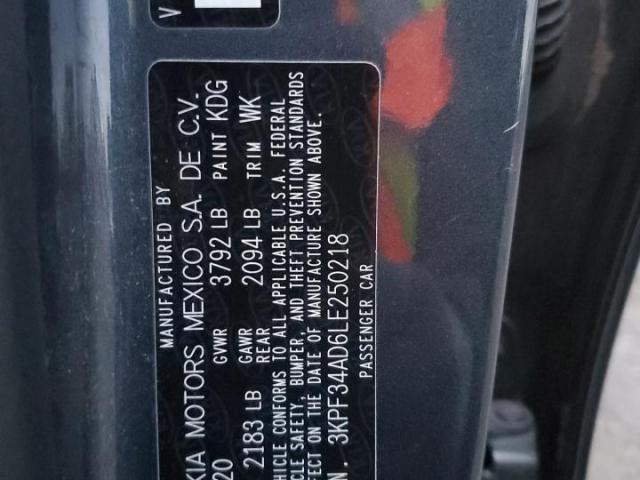 V
MANUFACTURED BY
KIA MOTORS MEXICO S.A. DE C.V.
20 GVWR 3792 LB PAINT KDG
2183 LB GAWR REAR 2094 LB TRIM WK
HICLE CONFORMS TO ALL APPLICABLE U.S.A. FEDERAL
CLE SAFETY, BUMPER, AND THEFT PREVENTION STANDARDS
FECT ON THE DATE OF MANUFACTURE SHOWN ABOVE.
N. 3KPF34AD6LE250218
PASSENGER CAR